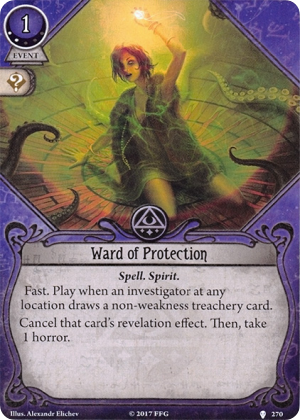 1
EVENT
?
Ward of Protection
Spell. Spirit.
Fast. Play when an investigator at any
location draws a non-weakness treachery card.
Cancel that card's revelation effect. Then, take
1 horror.
Illus. Alexandr Elichev
© 2017 FFG
270